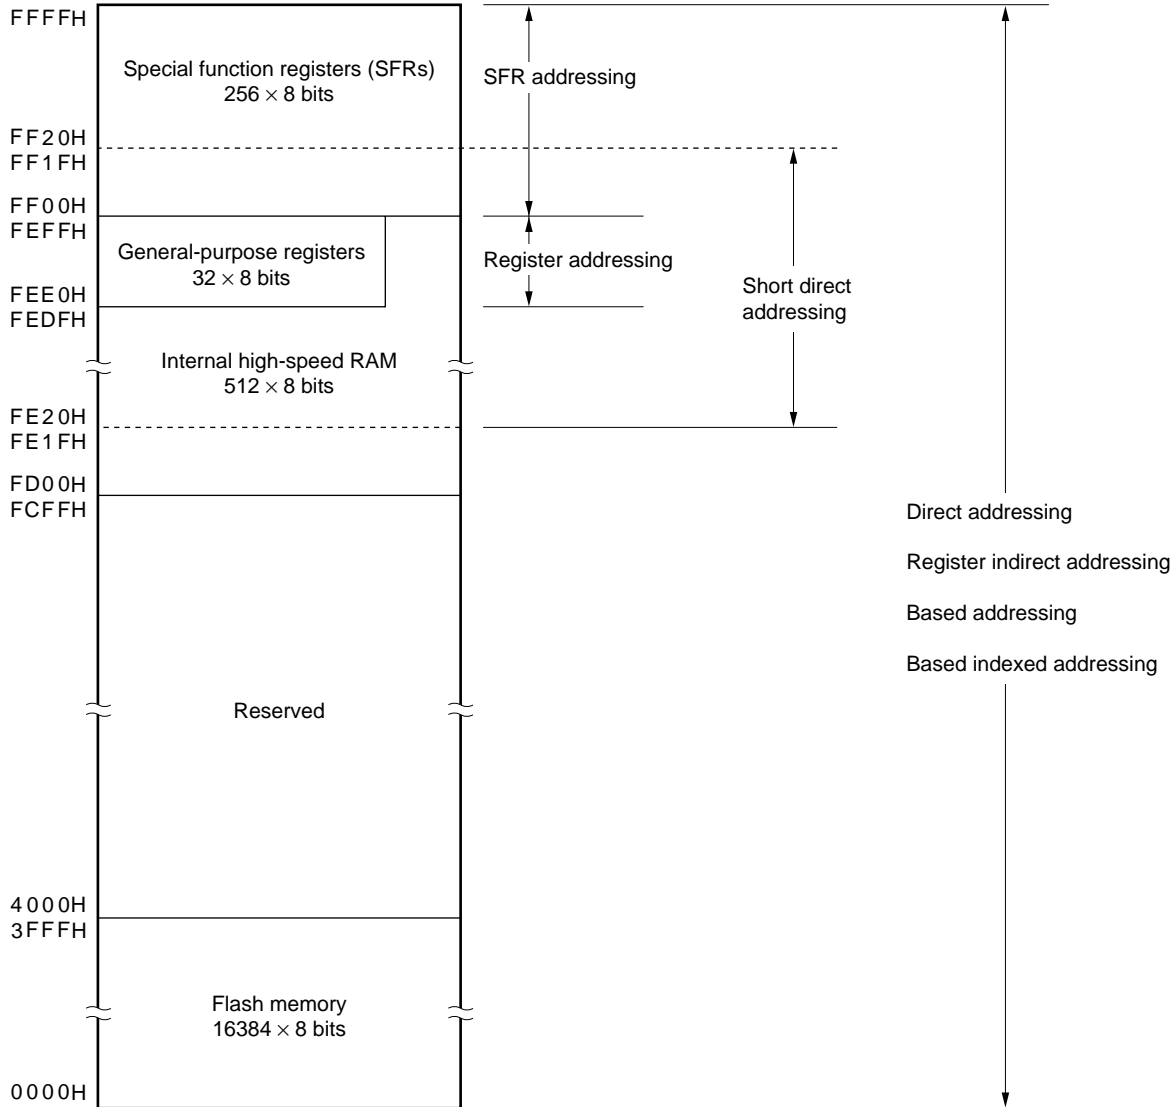 FFFFH
Special function registers (SFRs)
256 × 8 bits
SFR addressing
FF20H
FF1FH
FF00H
FEFFH
General-purpose registers
32 × 8 bits
Register addressing
Short direct
addressing
FEE0H
FEDFH
Internal high-speed RAM
512 × 8 bits
FE20H
FE1FH
FD00H
FCFFH
Direct addressing
Register indirect addressing
Based addressing
Based indexed addressing
Reserved
4000H
3FFFH
Flash memory
16384 × 8 bits
0000H